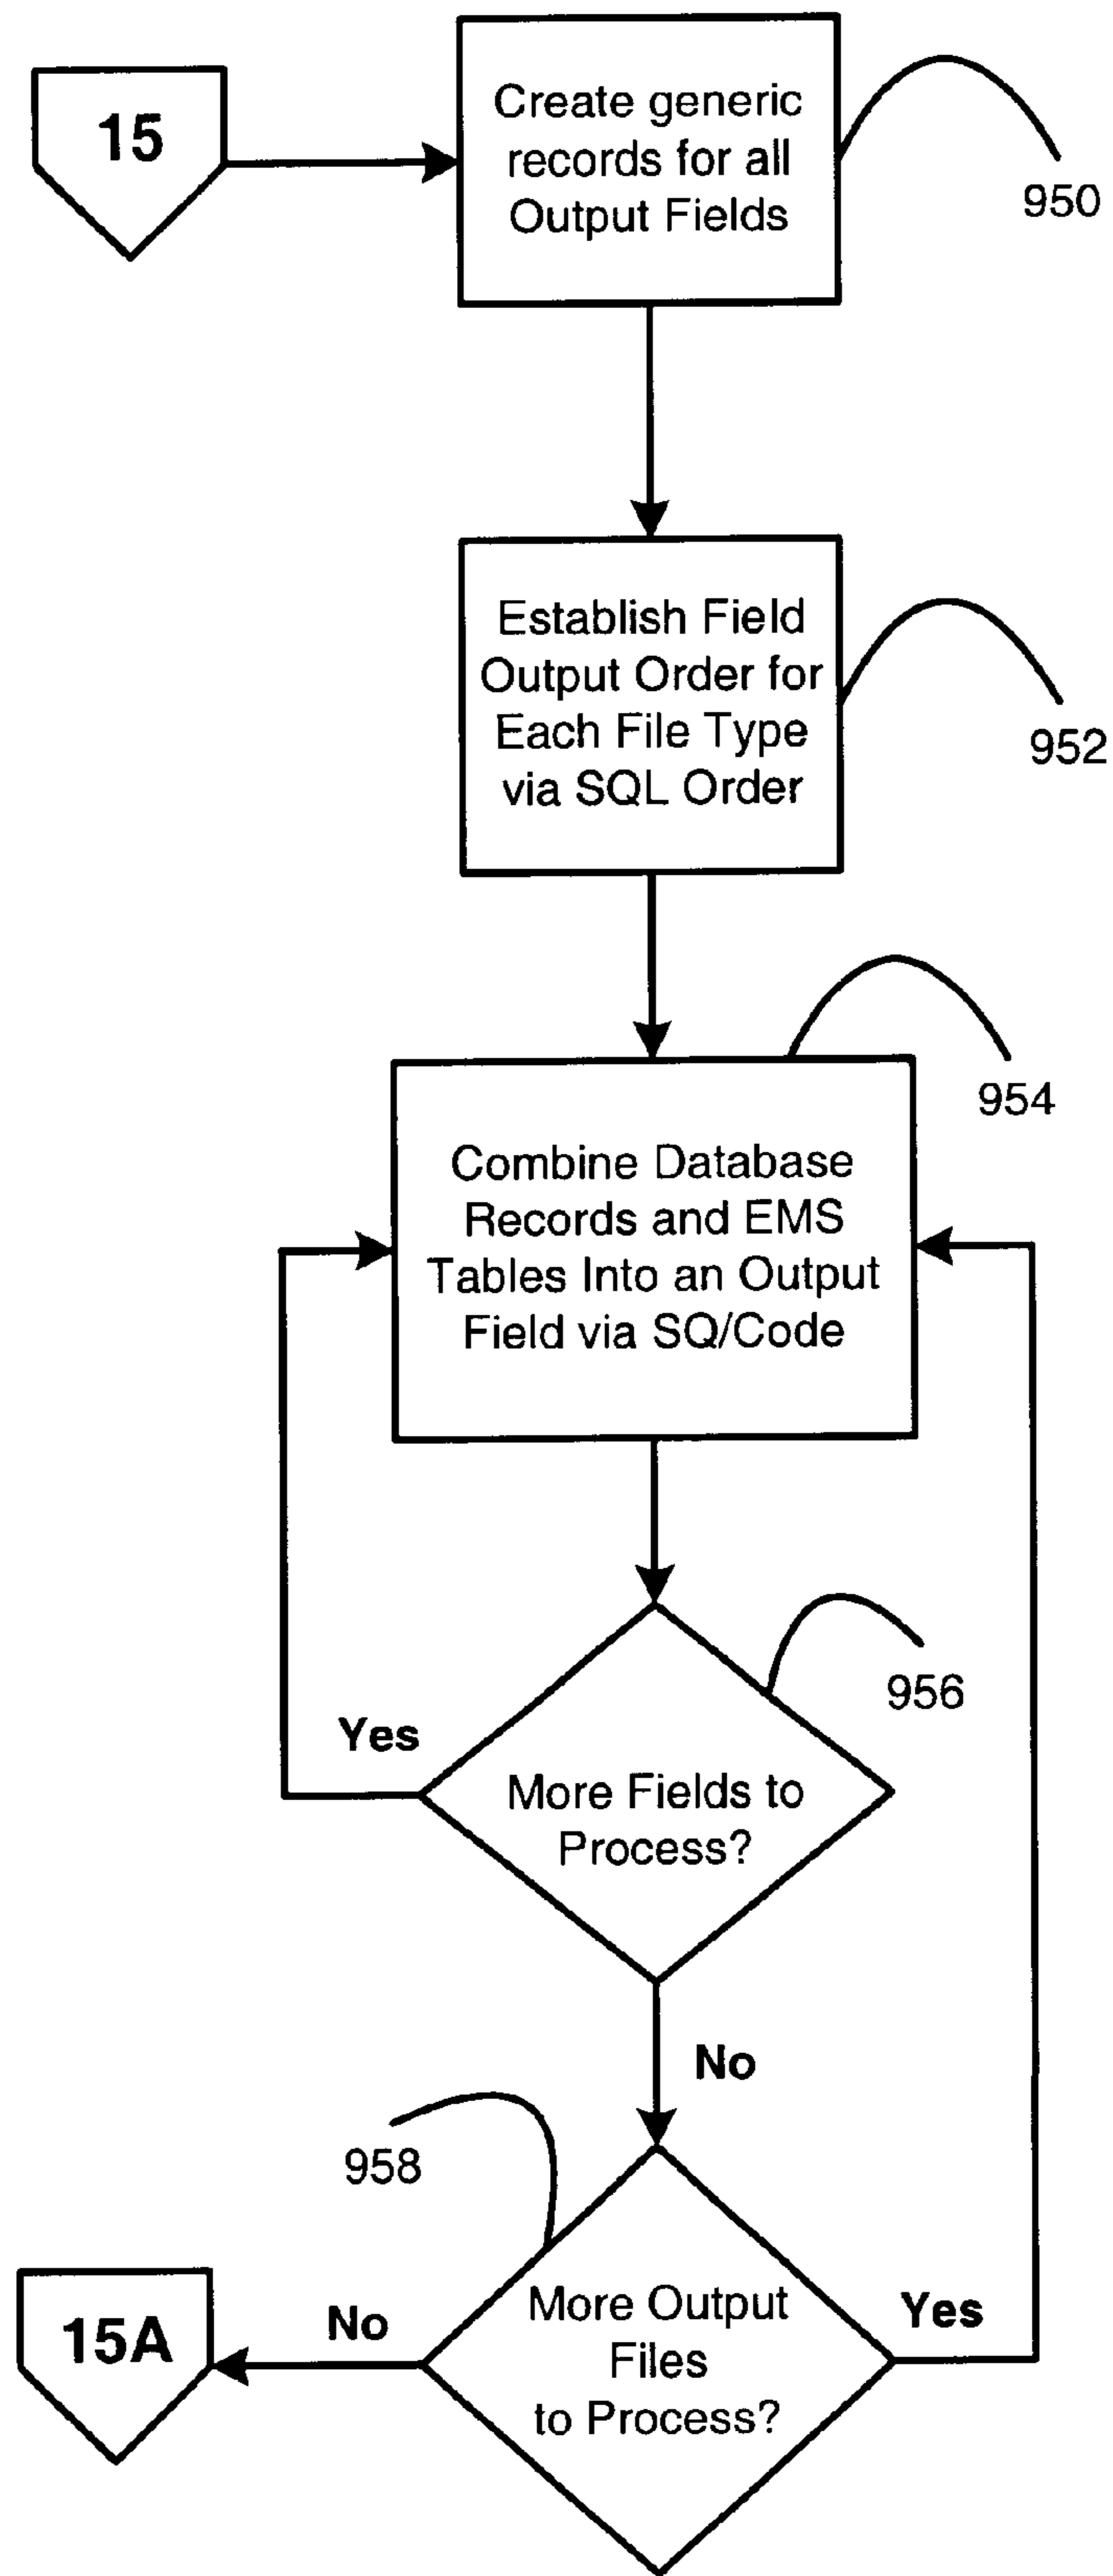 15
Create generic
records for all
Output Fields
950
Establish Field
Output Order for
Each File Type
via SQL Order
952
954
Combine Database
Records and EMS
Tables Into an Output
Field via SQ/Code
956
Yes
More Fields to
Process?
No
958
15A
No
More Output
Files
to Process?
Yes